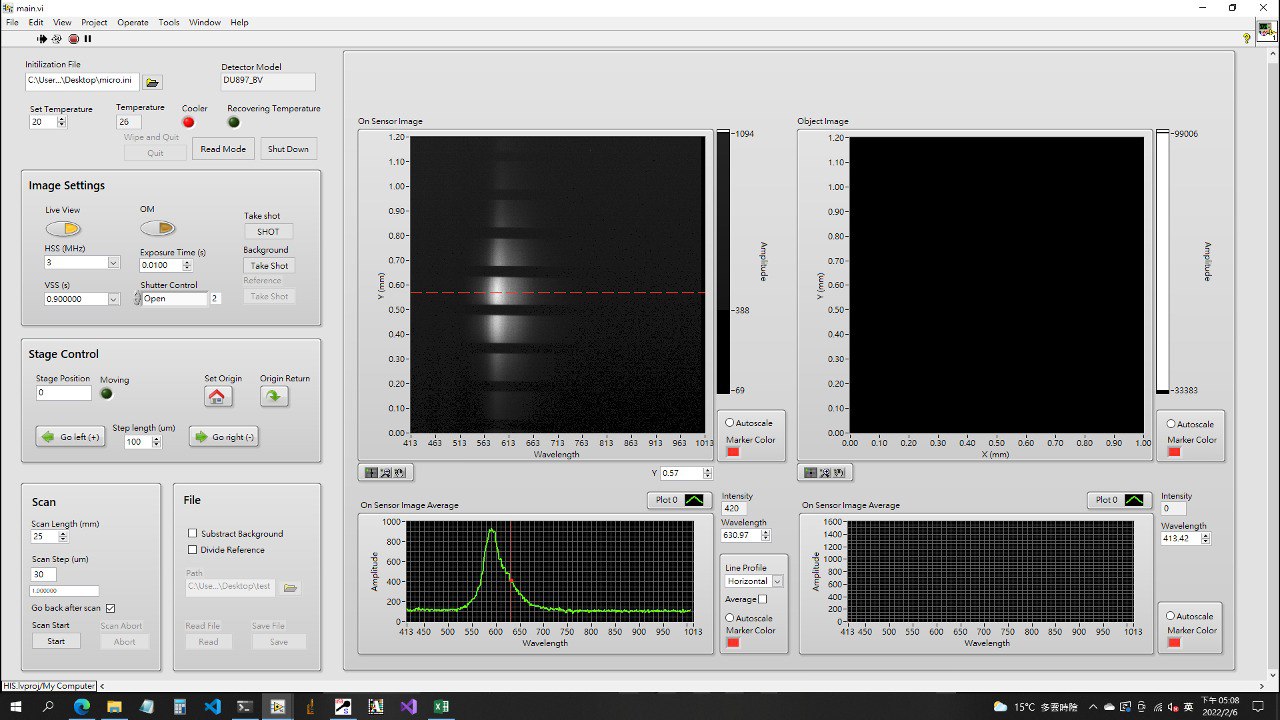 main.vi
File Edit View Project Operate Tools Window Help
Initilization File
C:\User...\Desktop\micro.ini
Detector Model
DU897_BV
Set Temperature
20
Temperature
26
Cooler
Recovering Temperature
Wipe and Quit
Quit
Read Mode
Shut Down
Image Settings
Live View
OM
Take shot
SHOT
HSS (MHz)
3
Exposure Time (s)
0.0100
Background
Take Shot
VSS (s)
0.900000
Shutter Control
Open
2
Reference
Take Shot
Stage Control
Stage Position
0
Moving
Set Origin
Origin Return
Go left (+)
Step length (um)
100
Go right (-)
Scan
Scan Length (mm)
25
Scan Step (um)
30
1.000000
Go back after scan
Scan Start
Start
Scan Abort
Abort
File
Substract Background
Divide Reference
Path
C:\Use...\Desktop\test
Read File
Read
Save File
Save
On Sensor Image
1.20
1.10
1.00
0.90
0.80
0.70
0.60
0.50
0.40
0.30
0.20
0.10
0.00
Y (mm)
413 463 513 563 613 663 713 763 813 863 913 963 1013
Wavelength
1094
388
69
Amplitude
Autoscale
Marker Color
Y 0.57
Object Image
1.20
1.10
1.00
0.90
0.80
0.70
0.60
0.50
0.40
0.30
0.20
0.10
0.00
Y (mm)
0.00 0.10 0.20 0.30 0.40 0.50 0.60 0.70 0.80 0.90 1.00
X (mm)
99006
33383
Amplitude
Autoscale
Marker Color
On Sensor Image Average
Plot 0
1000
800
600
400
200
0
Amplitude
413 450 500 550 600 650 700 750 800 850 900 950 1013
Wavelength
Intensity
420
Wavelength
630.97
Line Profile
Horizontal
Average
Autoscale
Marker Color
On Sensor Image Average
Plot 0
1600
1400
1200
1000
800
600
400
200
0
Amplitude
413 450 500 550 600 650 700 750 800 850 900 950 1013
Wavelength
Intensity
0
Wavelength
413.42
Autoscale
Marker Color
HIS.lvproj/My Computer
15°C 多雲時陰
英
下午 05:08
2022/2/6